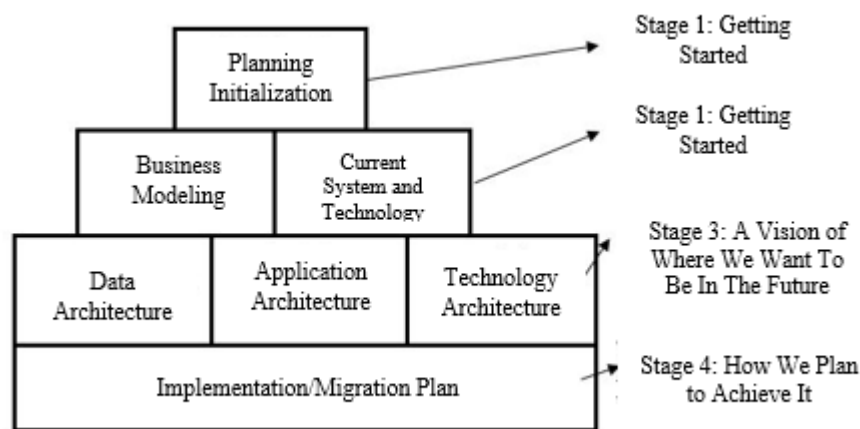 Planning
Initialization
Stage 1: Getting
Started
Business
Modeling
Current
System and
Technology
Stage 1: Getting
Started
Data
Architecture
Application
Architecture
Technology
Architecture
Stage 3: A Vision of
Where We Want To
Be In The Future
Implementation/Migration Plan
Stage 4: How We Plan
to Achieve It